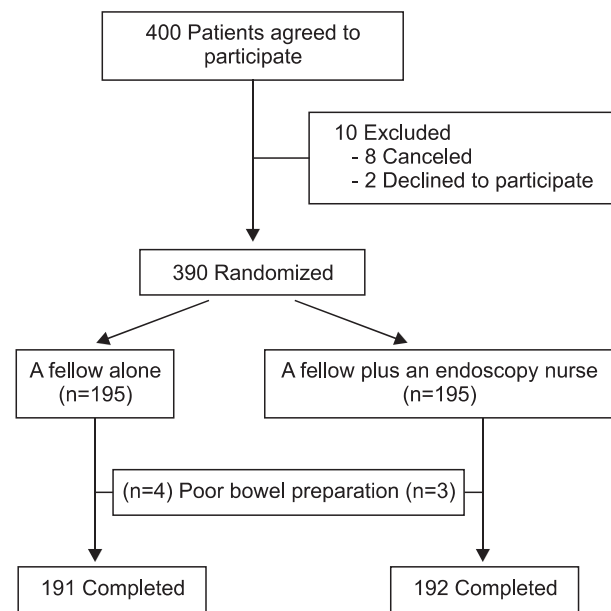 400 Patients agreed to
participate
10 Excluded
- 8 Canceled
- 2 Declined to participate
390 Randomized
A fellow alone
(n=195)
A fellow plus an endoscopy nurse
(n=195)
(n=4) Poor bowel preparation (n=3)
191 Completed
192 Completed